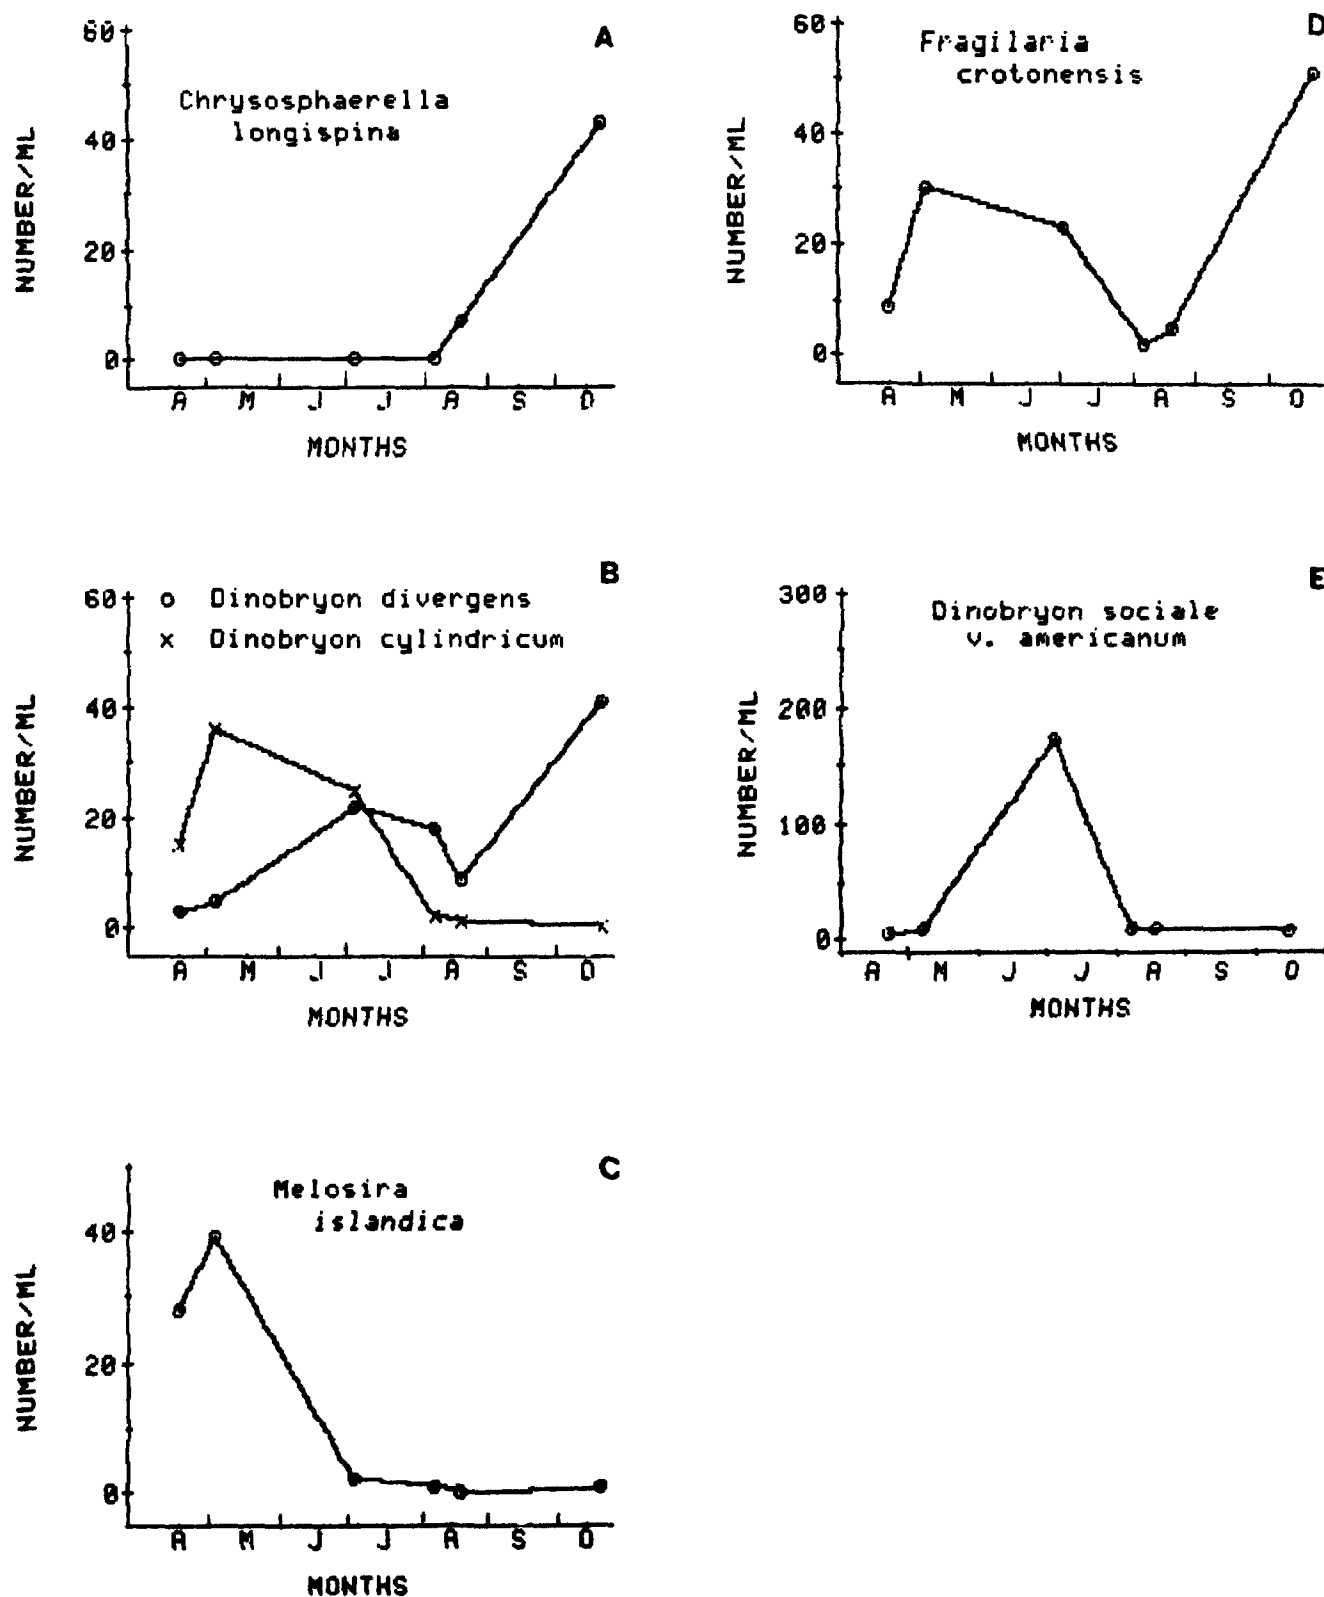 A
Chrysosphaerella
longispina
NUMBER/ML
60
40
20
0
A M J J A S O
MONTHS
D
Fragilaria
crotonensis
NUMBER/ML
60
40
20
0
A M J J A S O
MONTHS
B
o Dinobryon divergens
x Dinobryon cylindricum
NUMBER/ML
60
40
20
0
A M J J A S O
MONTHS
E
Dinobryon sociale
v. americanum
NUMBER/ML
300
200
100
0
A M J J A S O
MONTHS
C
Melosira
islandica
NUMBER/ML
40
20
0
A M J J A S O
MONTHS